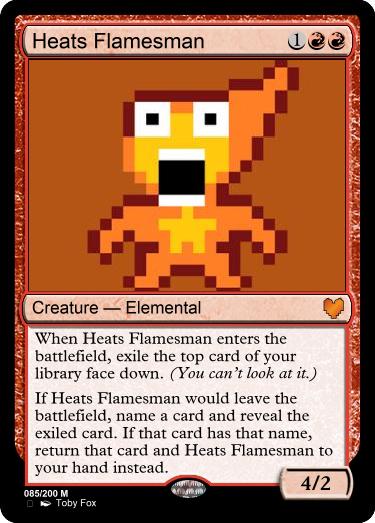 Heats Flamesman 1
Creature — Elemental
When Heats Flamesman enters the
battlefield, exile the top card of your
library face down. (You can't look at it.)
If Heats Flamesman would leave the
battlefield, name a card and reveal the
exiled card. If that card has that name,
return that card and Heats Flamesman to
your hand instead.
4/2
085/200 M
Toby Fox